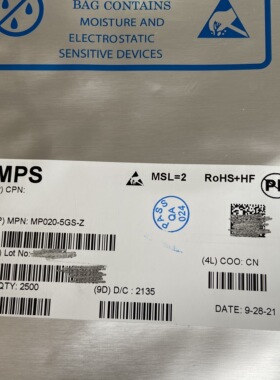 BAG CONTAINS
MOISTURE AND
ELECTROSTATIC
SENSITIVE DEVICES
MPS
MSL=2
RoHS+HF
CPN:
PASS
QA
024
P) MPN: MP020-5GS-Z
) Lot No:
(4L) COO: CN
QTY: 2500
(9D) D/C : 2135
DATE: 9-28-21